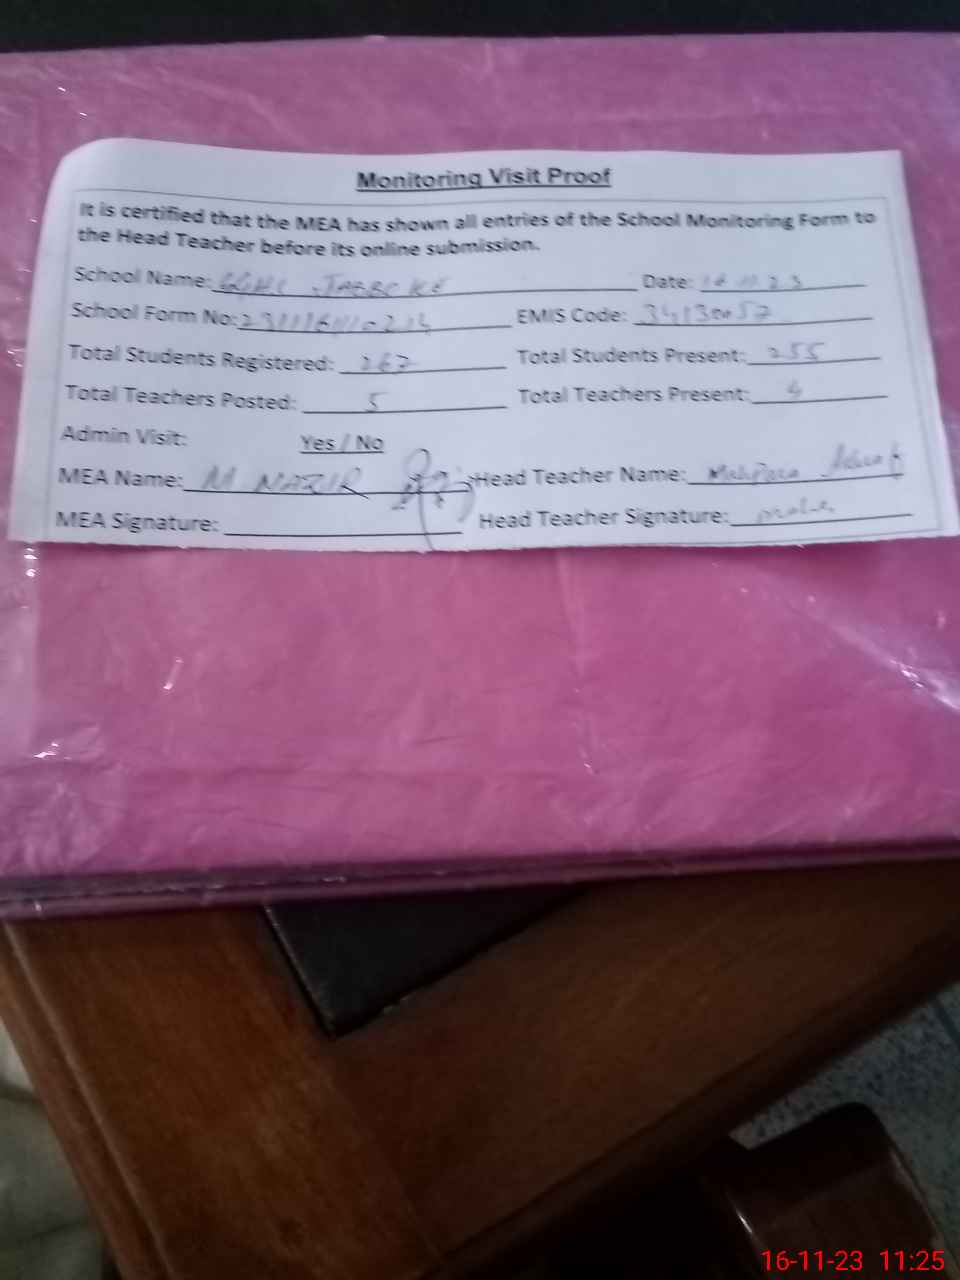 Monitoring Visit Proof
It is certified that the MEA has shown all entries of the School Monitoring Form to
the Head Teacher before its online submission.
School Name: Date:
School Form No: EMIS Code:
Total Students Registered: 267 Total Students Present: 255
Total Teachers Posted: 5 Total Teachers Present: 4
Admin Visit: Yes / No
MEA Name: M NAZIR Head Teacher Name:
MEA Signature: Head Teacher Signature:
16-11-23 11:25